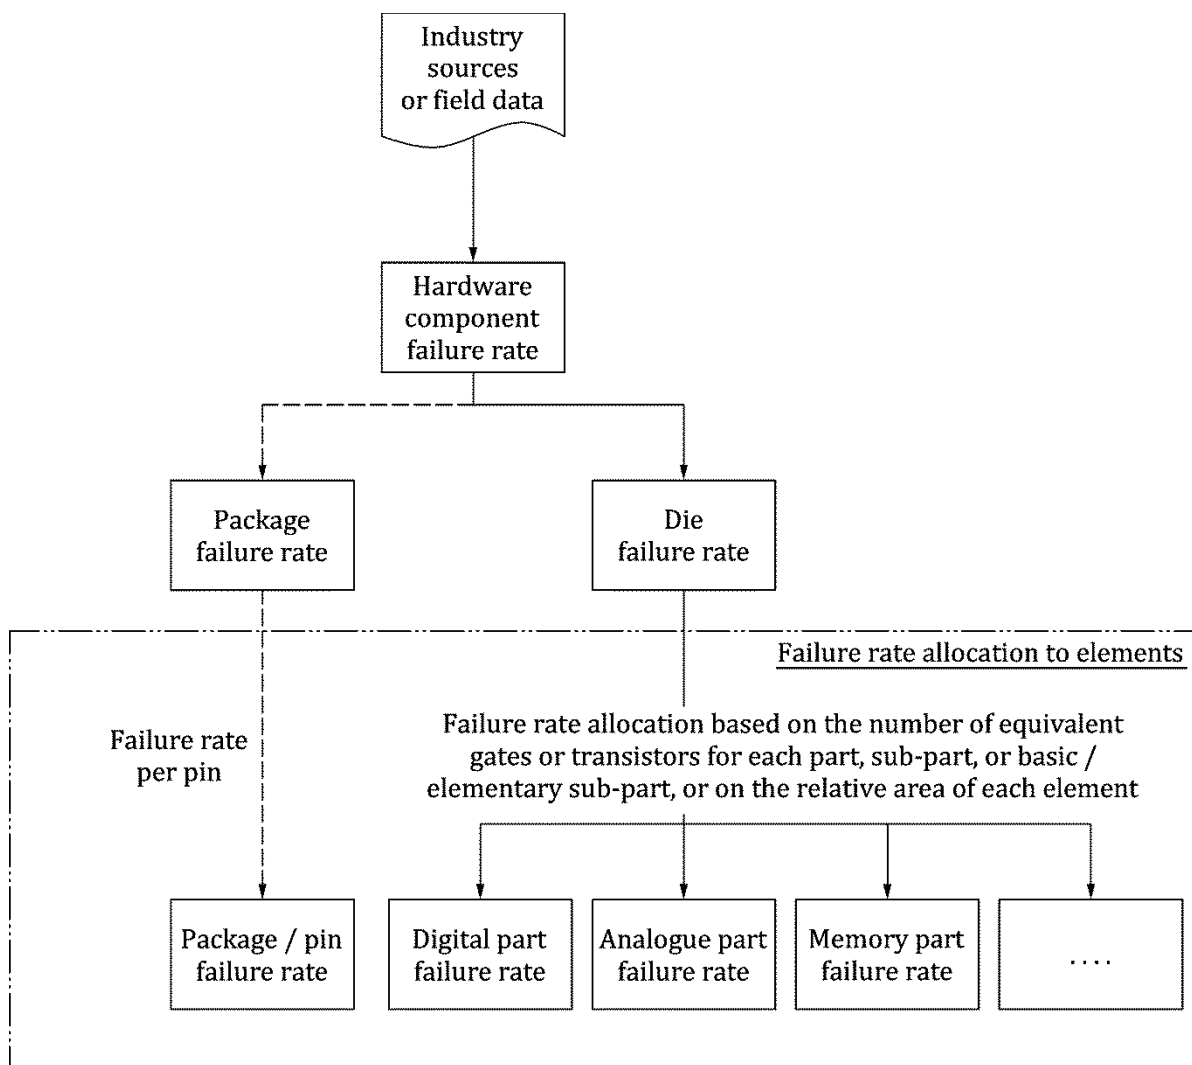 Industry
sources
or field data
Hardware
component
failure rate
Package
failure rate
Die
failure rate
Failure rate allocation to elements
Failure rate
per pin
Failure rate allocation based on the number of equivalent
gates or transistors for each part, sub-part, or basic /
elementary sub-part, or on the relative area of each element
Package / pin
failure rate
Digital part
failure rate
Analogue part
failure rate
Memory part
failure rate
....